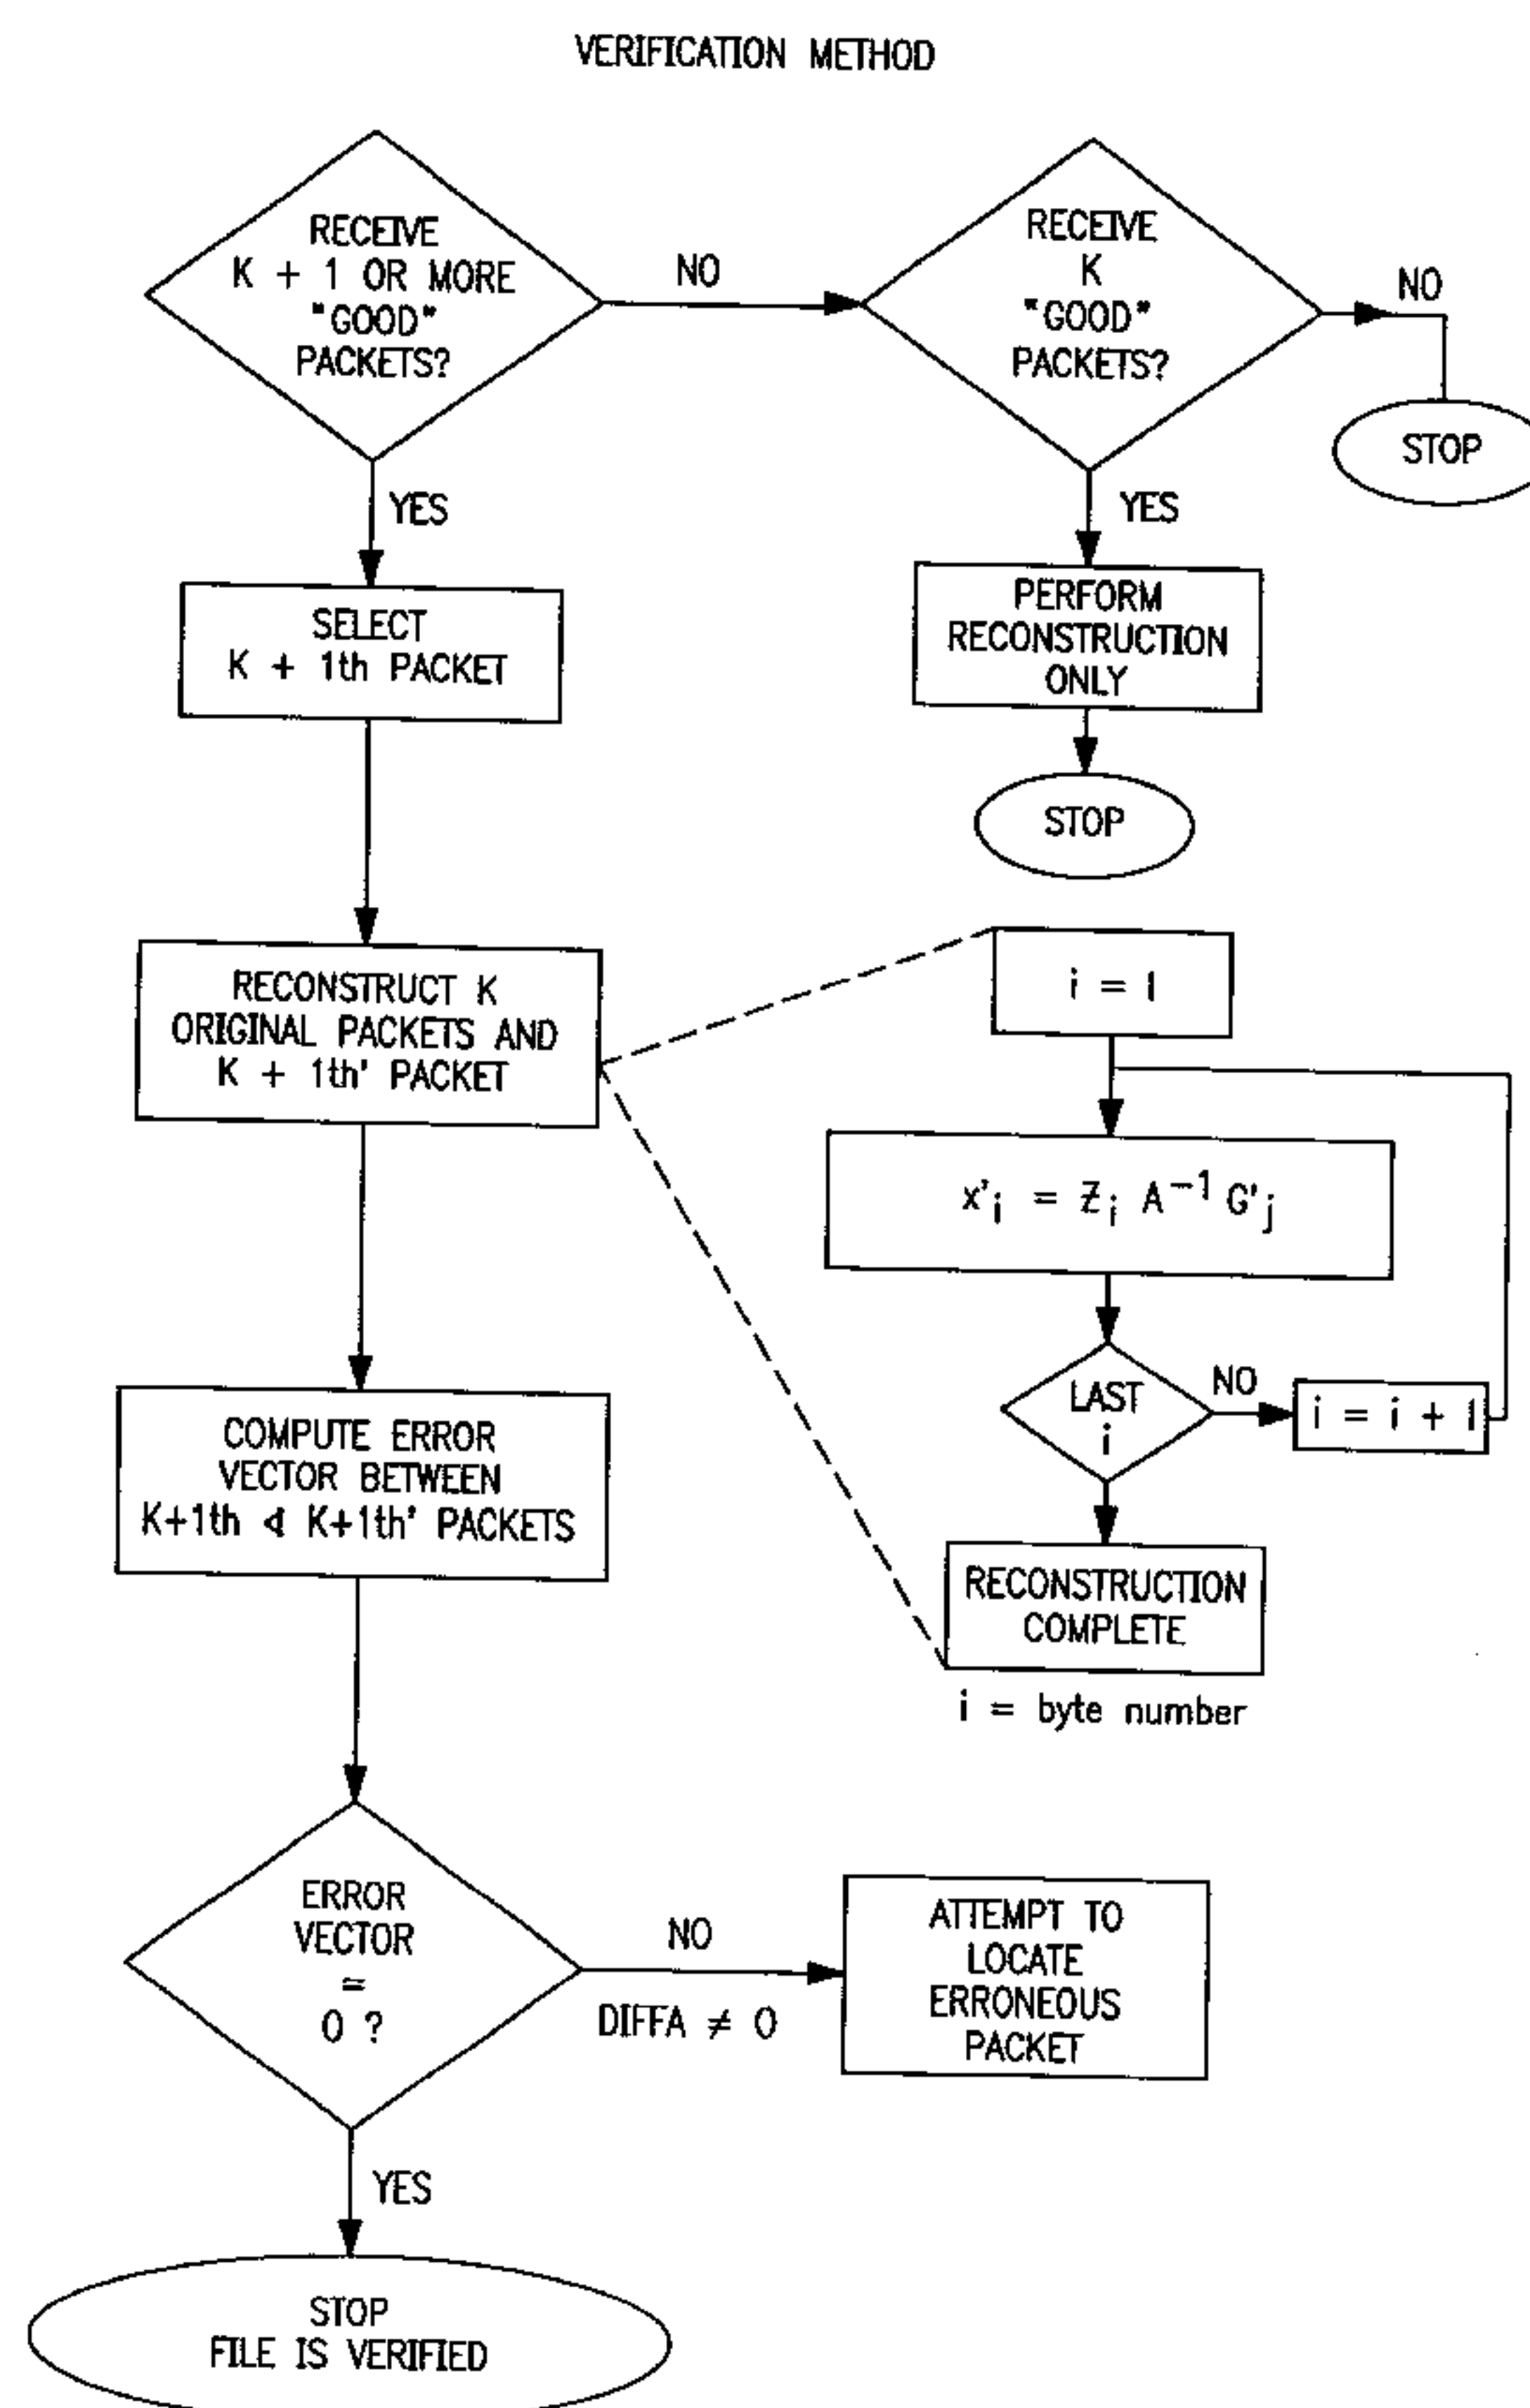 VERIFICATION METHOD
RECEIVE
K + 1 OR MORE
"GOOD"
PACKETS?
NO
RECEIVE
K
"GOOD"
PACKETS?
NO
STOP
YES
YES
SELECT
K + 1th PACKET
PERFORM
RECONSTRUCTION
ONLY
STOP
RECONSTRUCT K
ORIGINAL PACKETS AND
K + 1th' PACKET
i = 1
x'i = Zi A⁻¹ G'j
LAST
i
NO
i = i + 1
COMPUTE ERROR
VECTOR BETWEEN
K+1th ∢ K+1th' PACKETS
RECONSTRUCTION
COMPLETE
i = byte number
ERROR
VECTOR
=
0 ?
NO
DIFFA ≠ 0
ATTEMPT TO
LOCATE
ERRONEOUS
PACKET
YES
STOP
FILE IS VERIFIED